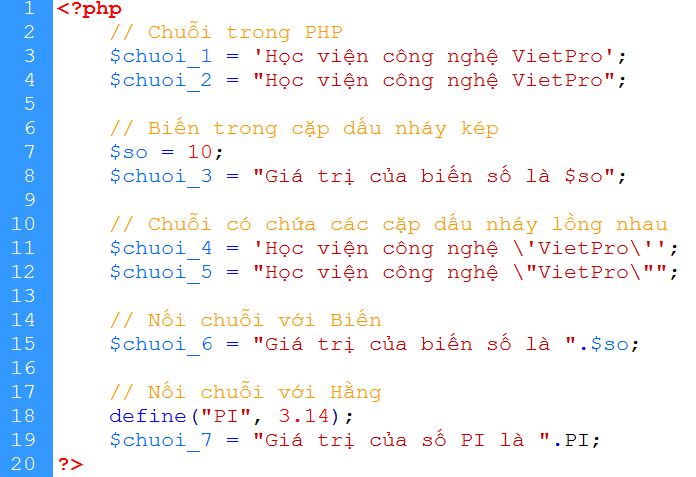 1 <?php
2 // Chuỗi trong PHP
3 $chuoi_1 = 'Học viện công nghệ VietPro';
4 $chuoi_2 = "Học viện công nghệ VietPro";
5
6 // Biến trong cặp dấu nháy kép
7 $so = 10;
8 $chuoi_3 = "Giá trị của biến số là $so";
9
10 // Chuỗi có chứa các cặp dấu nháy lồng nhau
11 $chuoi_4 = 'Học viện công nghệ \'VietPro\'';
12 $chuoi_5 = "Học viện công nghệ \"VietPro\"";
13
14 // Nối chuỗi với Biến
15 $chuoi_6 = "Giá trị của biến số là ".$so;
16
17 // Nối chuỗi với Hằng
18 define("PI", 3.14);
19 $chuoi_7 = "Giá trị của số PI là ".PI;
20 ?>